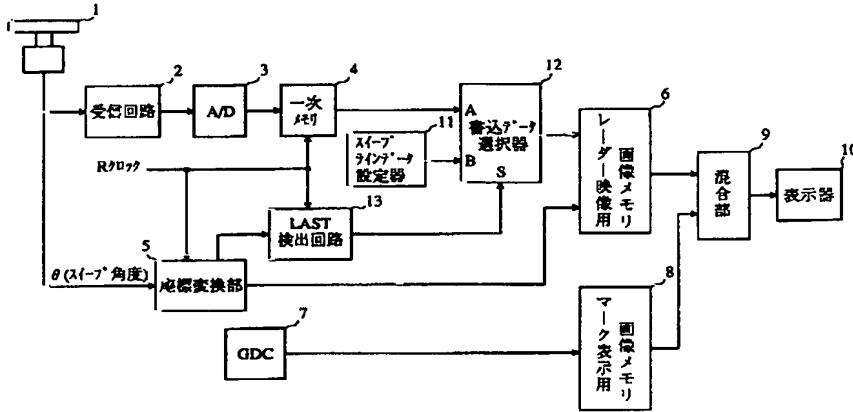 1
2
受信回路
3
A/D
4
一次
メモリ
12
A
B
S
書込データ
選択器
11
スイープ
ラインデータ
設定器
6
レーダー映像用
画像メモリ
9
混合部
10
表示器
Rクロック
13
LAST
検出回路
5
θ(スイープ角度)
座標変換部
7
GDC
8
マーク表示用
画像メモリ